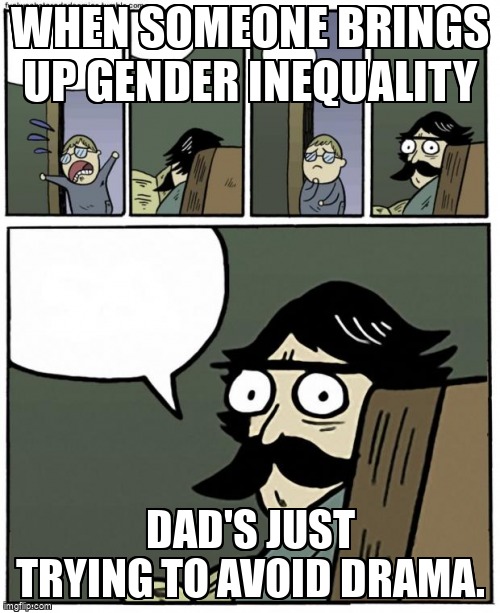 WHEN SOMEONE BRINGS
UP GENDER INEQUALITY
DAD'S JUST
TRYING TO AVOID DRAMA.
imgflip.com